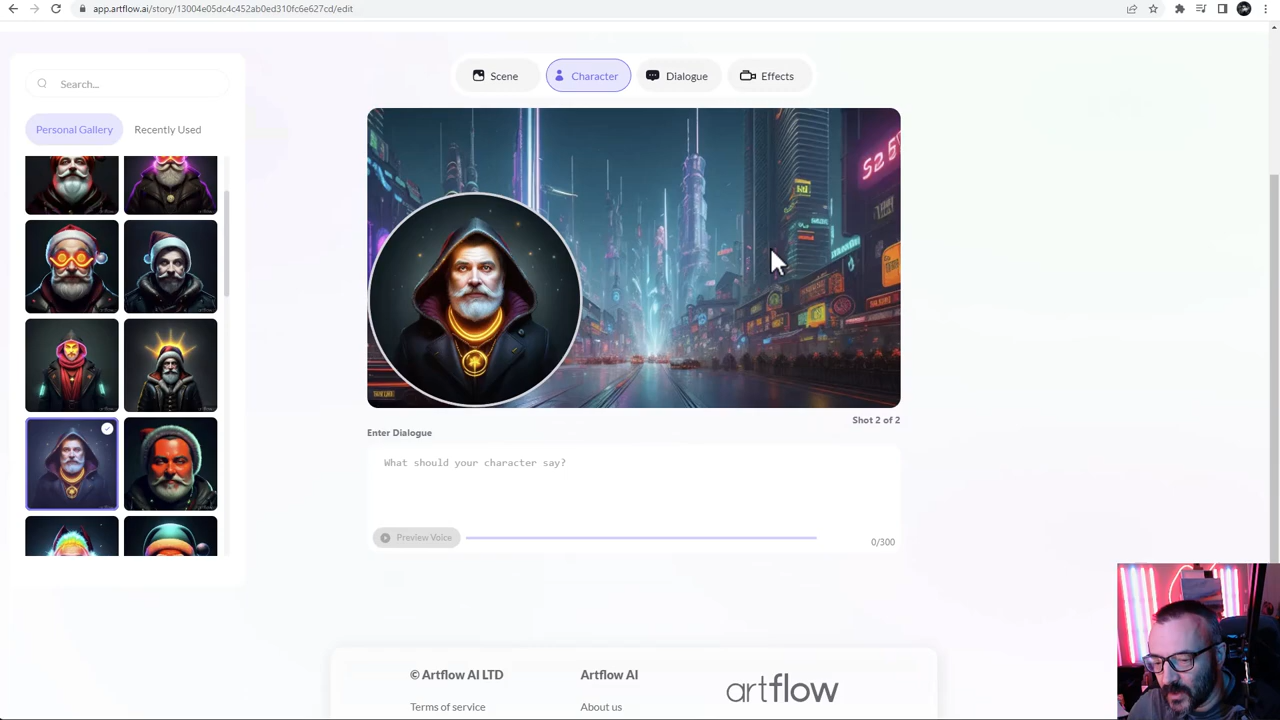 app.artflow.ai/story/13004e05dc4c452ab0ed310fc6e627cd/edit
Search...
Scene
Character
Dialogue
Effects
Personal Gallery
Recently Used
Shot 2 of 2
Enter Dialogue
What should your character say?
Preview Voice
0/300
© Artflow AI LTD
Artflow AI
artflow
Terms of service
About us